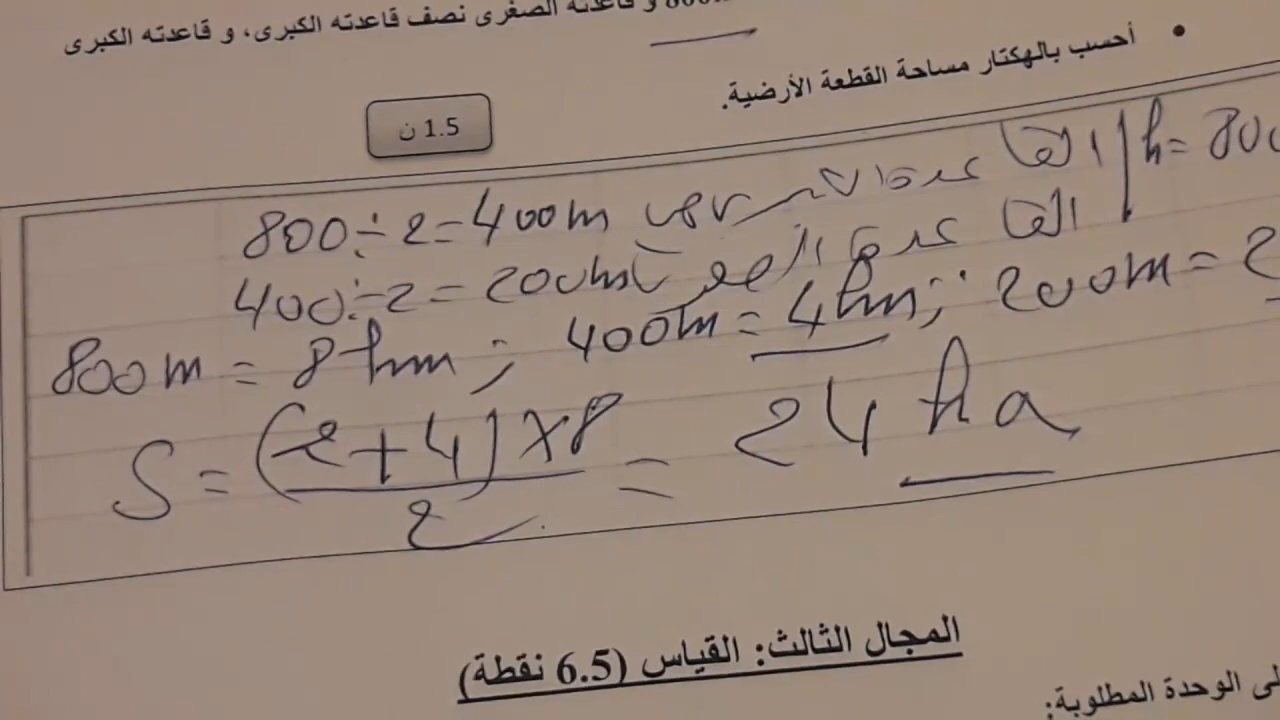 و قاعدته الصغرى نصف قاعدته الكبرى، و قاعدته الكبرى
• أحسب بالهكتار مساحة القطعة الأرضية.
1.5 ن
h= 800
القاعدة الكبرى 800÷2=400m
القاعدة الصغرى 400÷2=200m
800m = 8hm ; 400m = 4hm ; 200m = 2
S = (2+4)×8 / 2 = 24 ha
المجال الثالث: القياس (6.5 نقطة)
الوحدة المطلوبة: